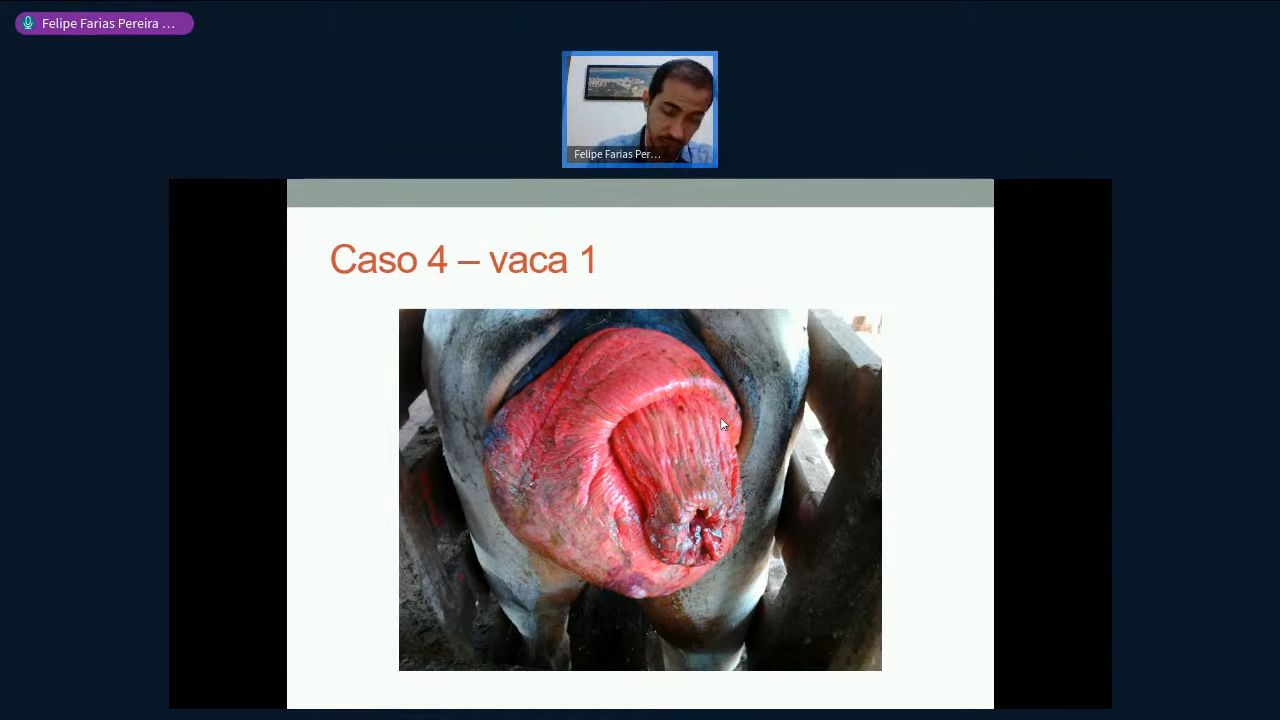 Felipe Farias Pereira ...
Felipe Farias Per...
Caso 4 – vaca 1